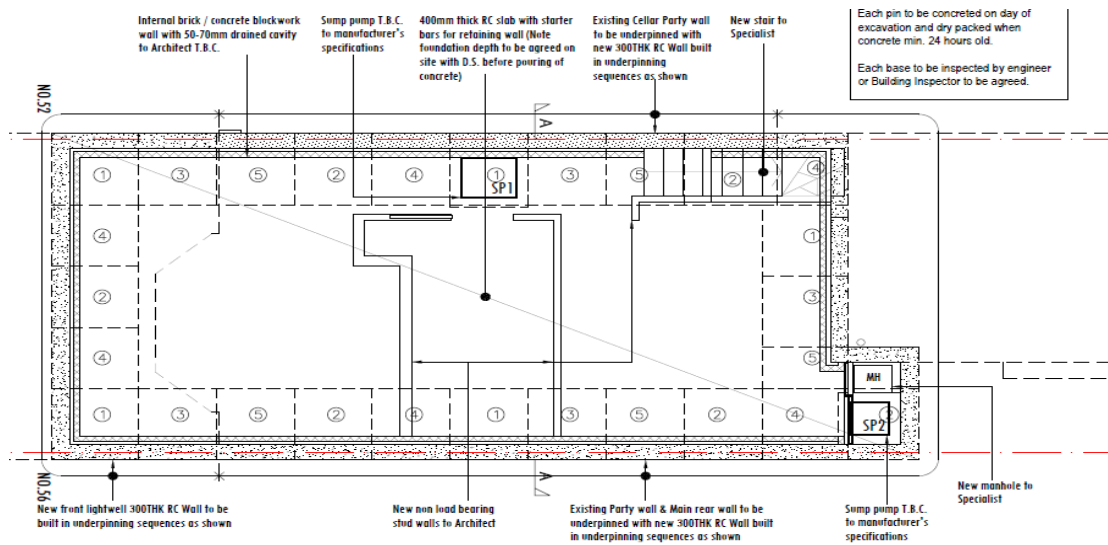 Internal brick / concrete blockwork
wall with 50-70mm drained cavity
to Architect T.B.C.
Sump pump T.B.C.
to manufacturer's
specifications
400mm thick RC slab with starter
bars for retaining wall (Note
foundation depth to be agreed on
site with D.S. before pouring of
concrete)
Existing Cellar Party wall
to be underpinned with
new 300THK RC Wall built
in underpinning
sequences as shown
New stair to
Specialist
Each pin to be concreted on day of
excavation and dry packed when
concrete min. 24 hours old.
Each base to be inspected by engineer
or Building Inspector to be agreed.
NO.52
A
1 3 5 2 4 1 3 5 2 4
SP1
4 1
2 3
4 5
MH
1 3 5 2 4 1 3 5 2 4 2
SP2
NO.56
A
New front lightwell 300THK RC Wall to be
built in underpinning sequences as shown
New non load bearing
stud walls to Architect
Existing Party wall & Main rear wall to be
underpinned with new 300THK RC Wall built
in underpinning sequences as shown
Sump pump T.B.C.
to manufacturer's
specifications
New manhole to
Specialist